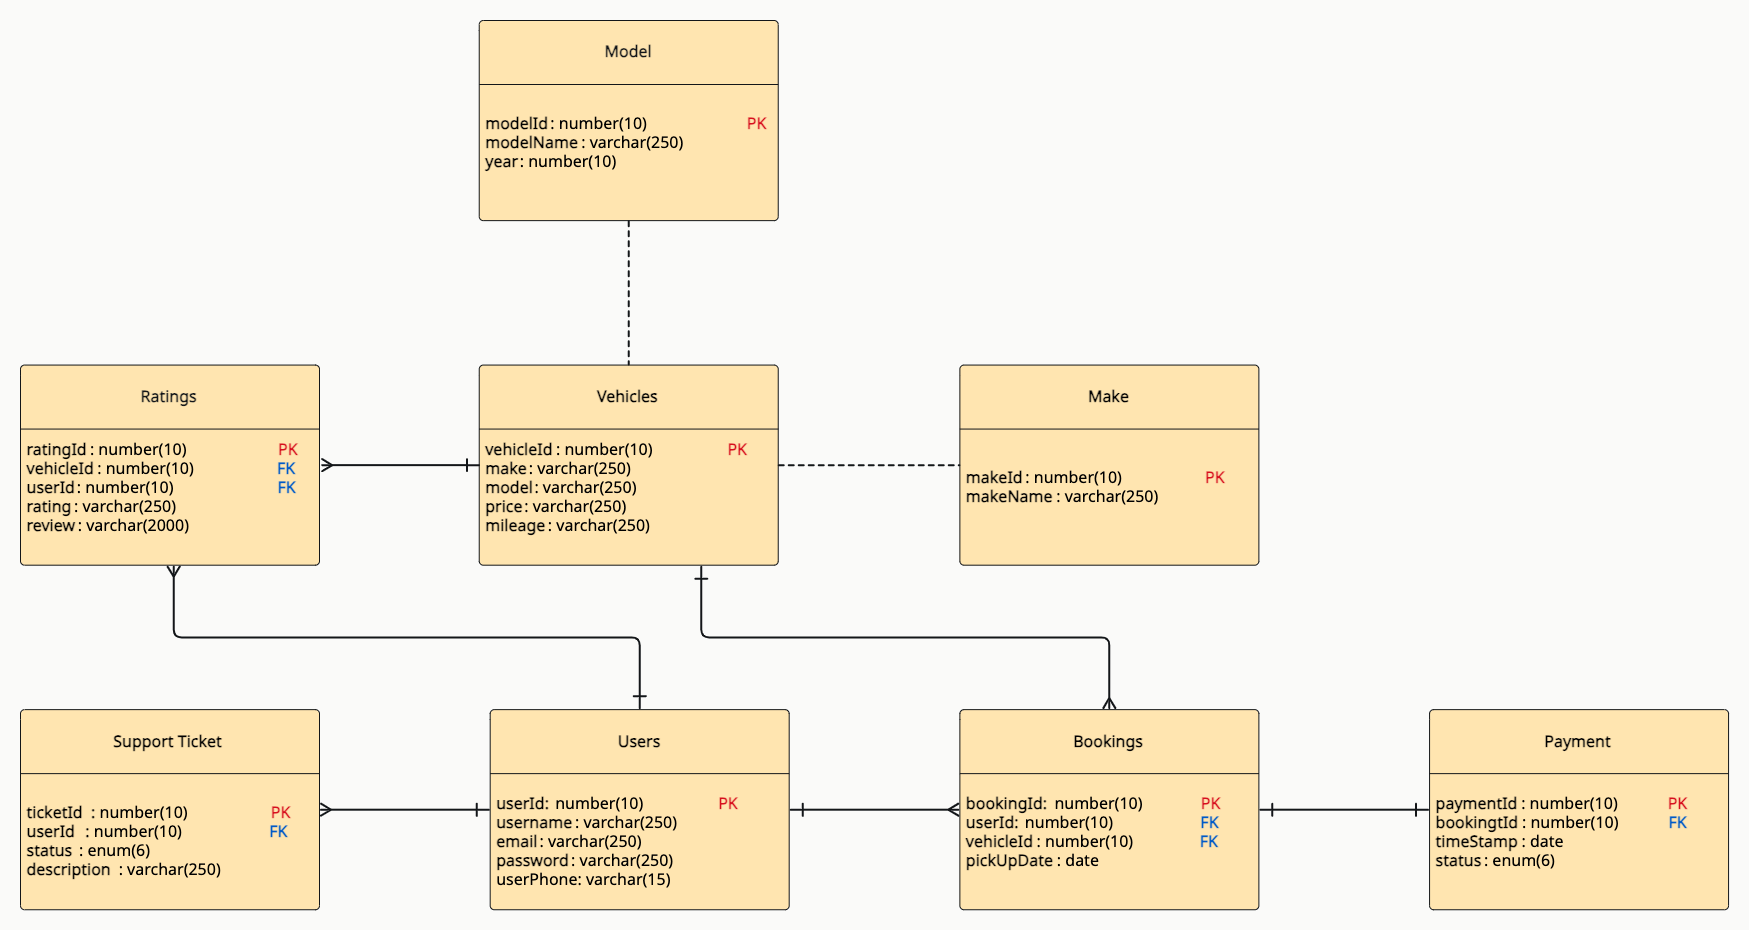 Model
modelId : number(10) PK
modelName : varchar(250)
year : number(10)
Ratings
ratingId : number(10) PK
vehicleId : number(10) FK
userId : number(10) FK
rating : varchar(250)
review : varchar(2000)
Vehicles
vehicleId : number(10) PK
make : varchar(250)
model : varchar(250)
price : varchar(250)
mileage : varchar(250)
Make
makeId : number(10) PK
makeName : varchar(250)
Support Ticket
ticketId : number(10) PK
userId : number(10) FK
status : enum(6)
description : varchar(250)
Users
userId: number(10) PK
username : varchar(250)
email : varchar(250)
password : varchar(250)
userPhone: varchar(15)
Bookings
bookingId: number(10) PK
userId: number(10) FK
vehicleId : number(10) FK
pickUpDate : date
Payment
paymentId : number(10) PK
bookingtId : number(10) FK
timeStamp : date
status : enum(6)